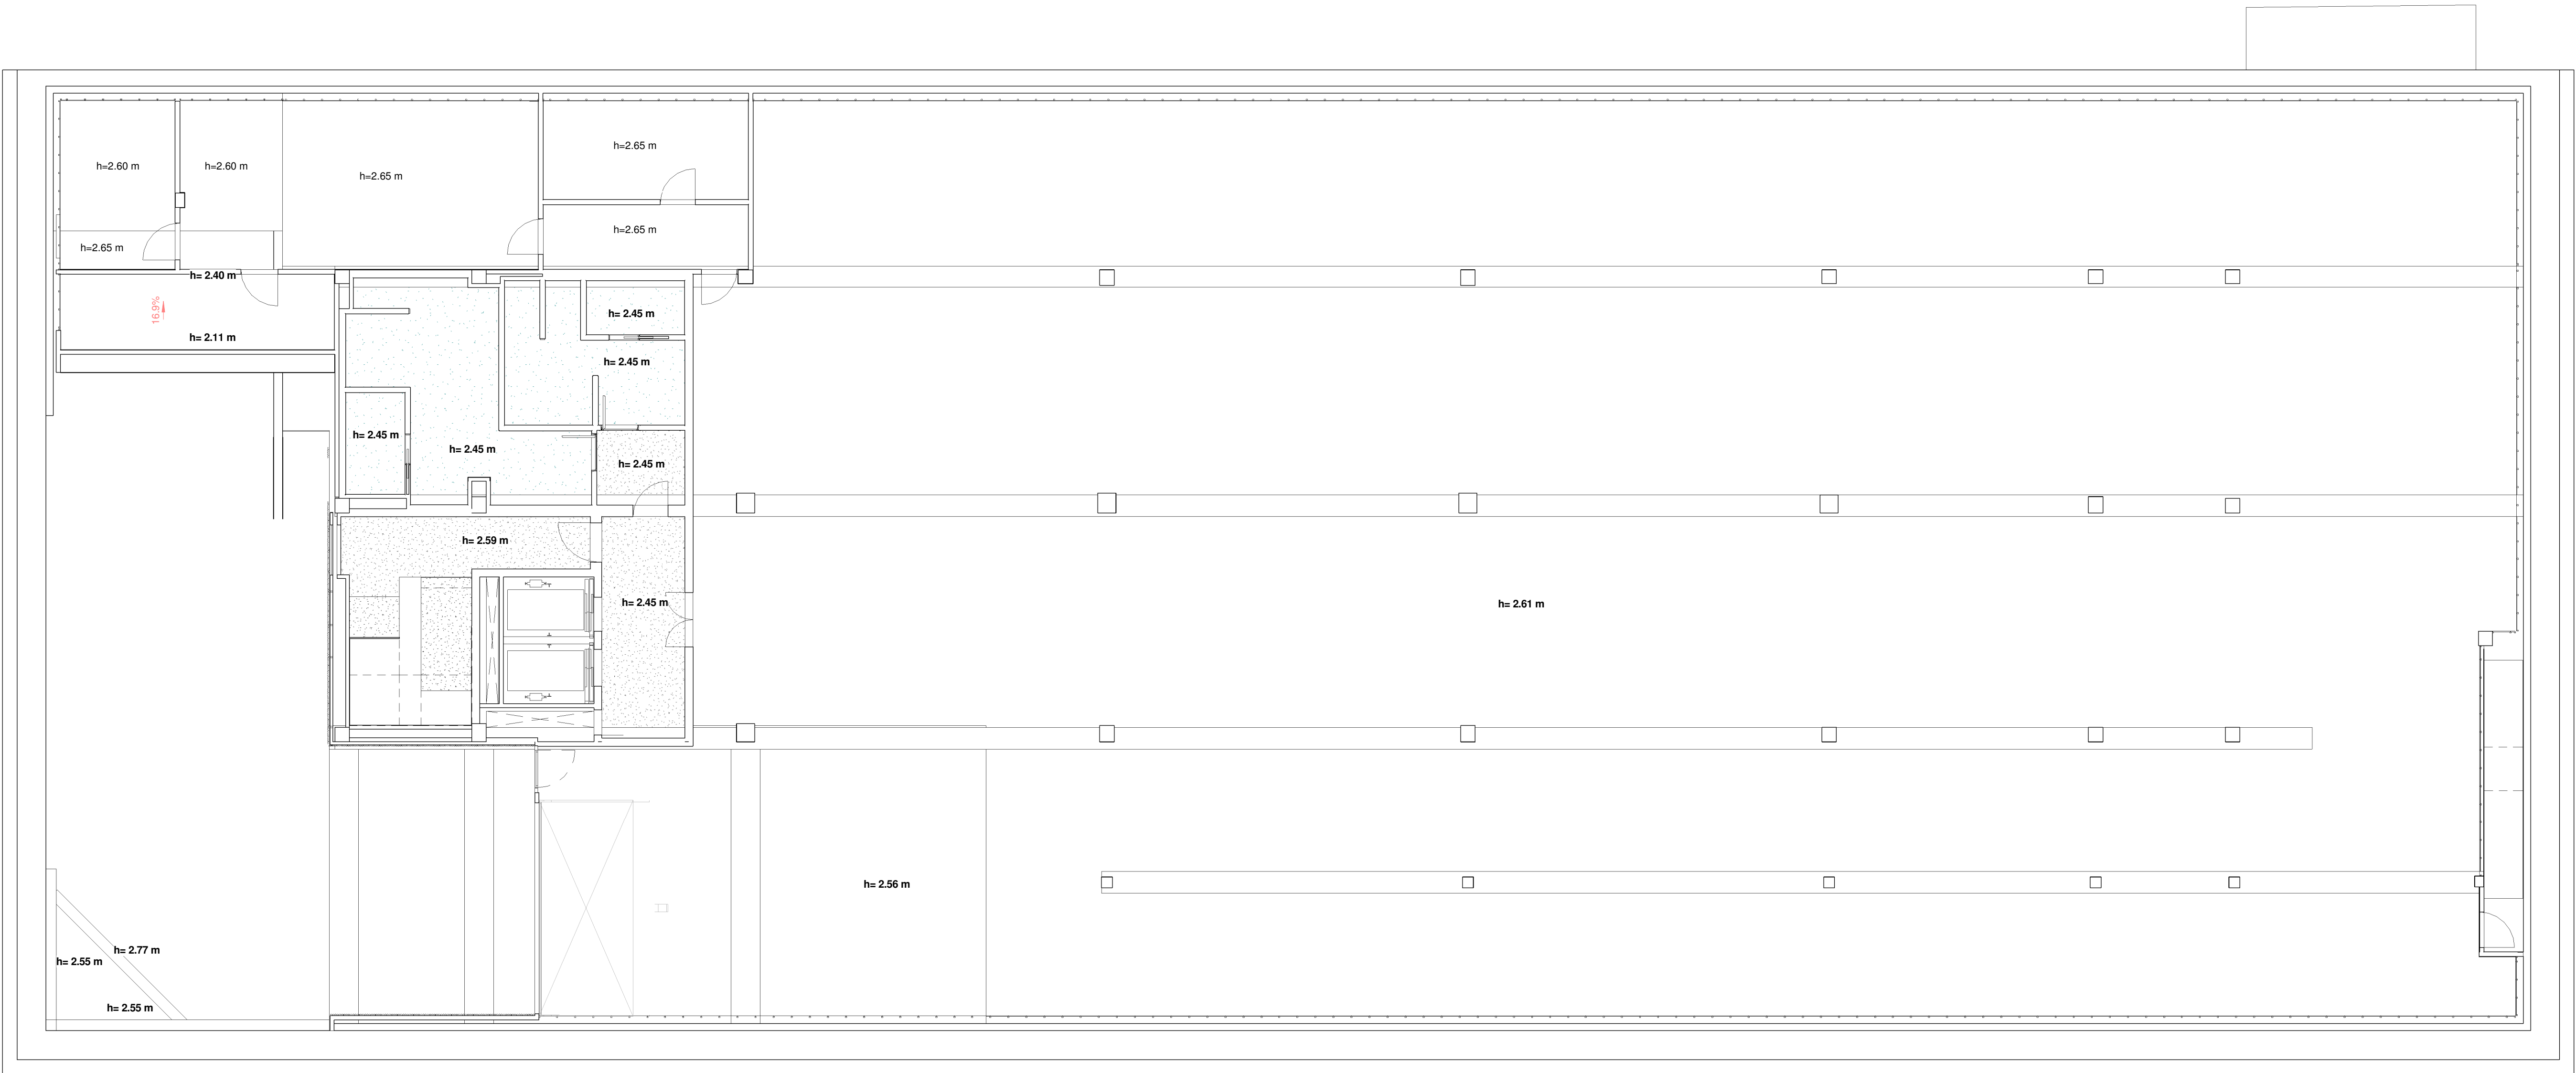 h=2.65 m
h=2.60 m
h=2.60 m
h=2.65 m
h=2.65 m
h=2.65 m
h= 2.40 m
16.9%
h= 2.45 m
h= 2.11 m
h= 2.45 m
h= 2.45 m
h= 2.45 m
h= 2.45 m
h= 2.59 m
h= 2.45 m
h= 2.61 m
h= 2.56 m
h= 2.77 m
h= 2.55 m
h= 2.55 m